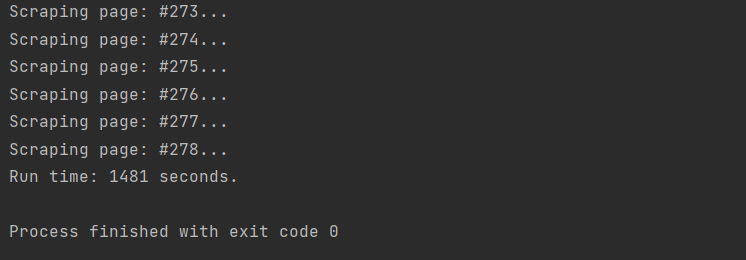 Scraping page: #273...
Scraping page: #274...
Scraping page: #275...
Scraping page: #276...
Scraping page: #277...
Scraping page: #278...
Run time: 1481 seconds.
Process finished with exit code 0